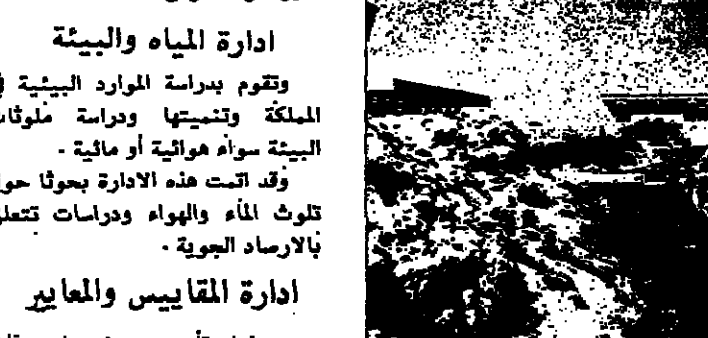 ادارة المياه والبيئة
وتقوم بدراسة الموارد البيئية
المملكة وتنميتها ودراسة ملوثات
البيئة سواء هوائية أو مائية .
وقد اتمت هذه الادارة بحوثا حول
تلوث الماء والهواء ودراسات تتعلق
بالارصاد الجوية .
ادارة المقاييس والمعايير